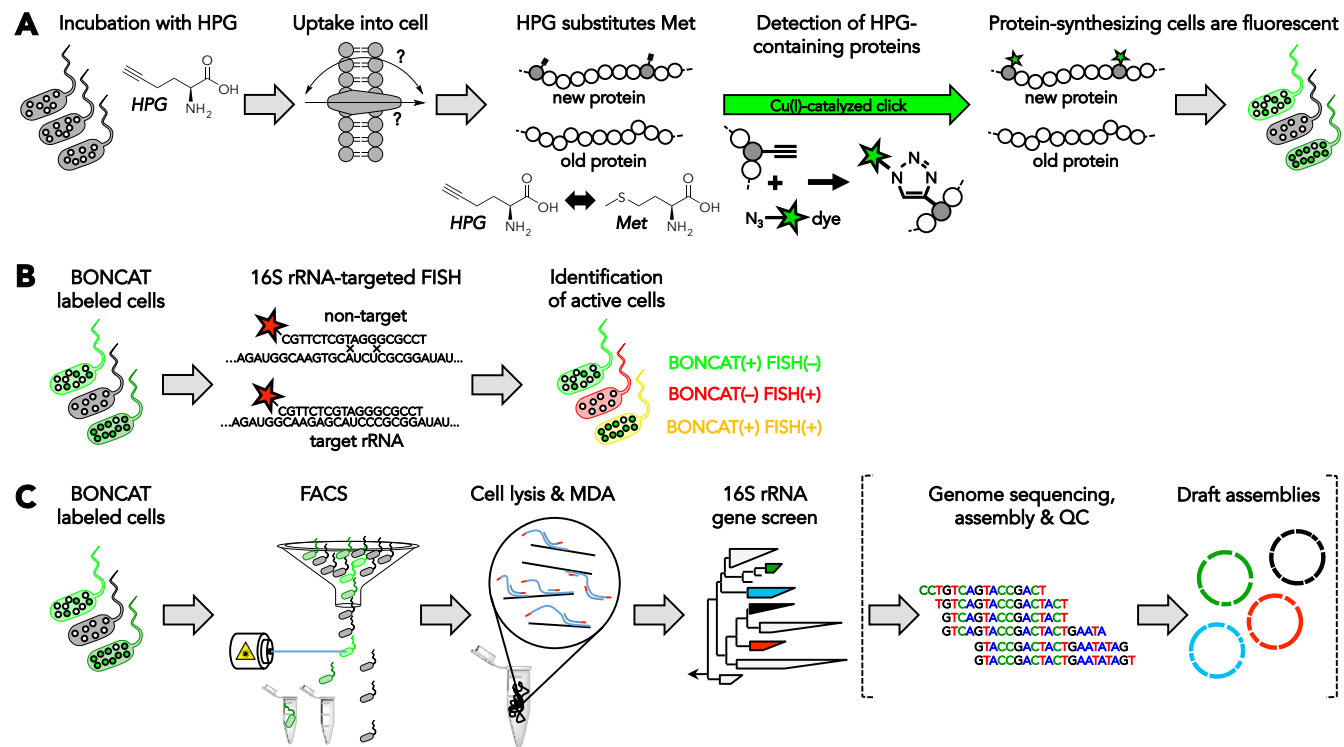 A
Incubation with HPG
HPG
O
OH
NH2
Uptake into cell
?
?
HPG substitutes Met
new protein
old protein
HPG
O
OH
NH2
S
Met
O
OH
NH2
Detection of HPG-
containing proteins
Cu(I)-catalyzed click
+
N3
dye
N
N
N
Protein-synthesizing cells are fluorescent
new protein
old protein
B
BONCAT
labeled cells
16S rRNA-targeted FISH
non-target
CGTTCTCGTAGGGCGCCT
x x
...AGAUGGCAAGTGCAUCUCGCGGAUAU...
CGTTCTCGTAGGGCGCCT
...AGAUGGCAAGAGCAUCCCGCGGAUAU...
target rRNA
Identification
of active cells
BONCAT(+) FISH(–)
BONCAT(–) FISH(+)
BONCAT(+) FISH(+)
C
BONCAT
labeled cells
FACS
Cell lysis & MDA
16S rRNA
gene screen
Genome sequencing,
assembly & QC
CCTGTCAGTACCGACT
TGTCAGTACCGACTACT
GTCAGTACCGACTACT
GTCAGTACCGACTACTGAATA
GTACCGACTACTGAATATAG
GTACCGACTACTGAATATAGT
Draft assemblies